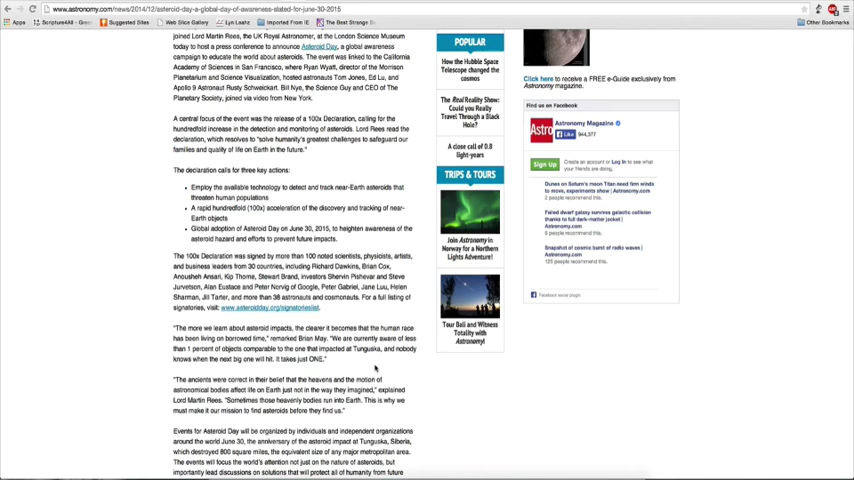 www.astronomy.com/news/2014/12/asteroid-day-a-global-day-of-awareness-slated-for-june-30-2015
Apps
Scripture4All - Greek
Suggested Sites
Web Slice Gallery
Lyn Leahz
Imported From IE
The Best Strange
Other Bookmarks
joined Lord Martin Rees, the UK Royal Astronomer, at the London Science Museum
today to host a press conference to announce Asteroid Day, a global awareness
campaign to educate the world about asteroids. The event was linked to the California
Academy of Sciences in San Francisco, where Ryan Wyatt, director of the Morrison
Planetarium and Science Visualization, hosted astronauts Tom Jones, Ed Lu, and
Apollo 9 Astronaut Rusty Schweickart. Bill Nye, the Science Guy and CEO of The
Planetary Society, joined via video from New York.
A central focus of the event was the release of a 100x Declaration, calling for the
hundredfold increase in the detection and monitoring of asteroids. Lord Rees read the
declaration, which resolves to "solve humanity's greatest challenges to safeguard our
families and quality of life on Earth in the future."
The declaration calls for three key actions:
• Employ the available technology to detect and track near-Earth asteroids that
threaten human populations
• A rapid hundredfold (100x) acceleration of the discovery and tracking of near-
Earth objects
• Global adoption of Asteroid Day on June 30, 2015, to heighten awareness of the
asteroid hazard and efforts to prevent future impacts.
The 100x Declaration was signed by more than 100 noted scientists, physicists, artists,
and business leaders from 30 countries, including Richard Dawkins, Brian Cox,
Anousheh Ansari, Kip Thorne, Stewart Brand, investors Shervin Pishevar and Steve
Jurvetson, Alan Eustace and Peter Norvig of Google, Peter Gabriel, Jane Luu, Helen
Sharman, Jill Tarter, and more than 38 astronauts and cosmonauts. For a full listing of
signatories, visit: www.asteroidday.org/signatorieslist.
"The more we learn about asteroid impacts, the clearer it becomes that the human race
has been living on borrowed time," remarked Brian May. "We are currently aware of less
than 1 percent of objects comparable to the one that impacted at Tunguska, and nobody
knows when the next big one will hit. It takes just ONE."
"The ancients were correct in their belief that the heavens and the motion of
astronomical bodies affect life on Earth just not in the way they imagined," explained
Lord Martin Rees. "Sometimes those heavenly bodies run into Earth. This is why we
must make it our mission to find asteroids before they find us."
Events for Asteroid Day will be organized by individuals and independent organizations
around the world June 30, the anniversary of the asteroid impact at Tunguska, Siberia,
which destroyed 800 square miles, the equivalent size of any major metropolitan area.
The events will focus the world's attention not just on the nature of asteroids, but
importantly lead discussions on solutions that will protect all of humanity from future
POPULAR
How the Hubble Space
Telescope changed the
cosmos
The Real Reality Show:
Could you Really
Travel Through a Black
Hole?
A close call of 0.8
light-years
TRIPS & TOURS
Join Astronomy in
Norway for a Northern
Lights Adventure!
Tour Bali and Witness
Totality with
Astronomy!
Click here to receive a FREE e-Guide exclusively from
Astronomy magazine.
Find us on Facebook
Astro
Astronomy Magazine
Like 944,377
Sign Up
Create an account or Log In to see what
your friends are doing.
Dunes on Saturn's moon Titan need firm winds
to move, experiments show | Astronomy.com
2 people recommend this.
Failed dwarf galaxy survives galactic collision
thanks to full dark-matter jacket |
Astronomy.com
people recommend this.
Snapshot of cosmic burst of radio waves |
Astronomy.com
125 people recommend this.
Facebook social plugin